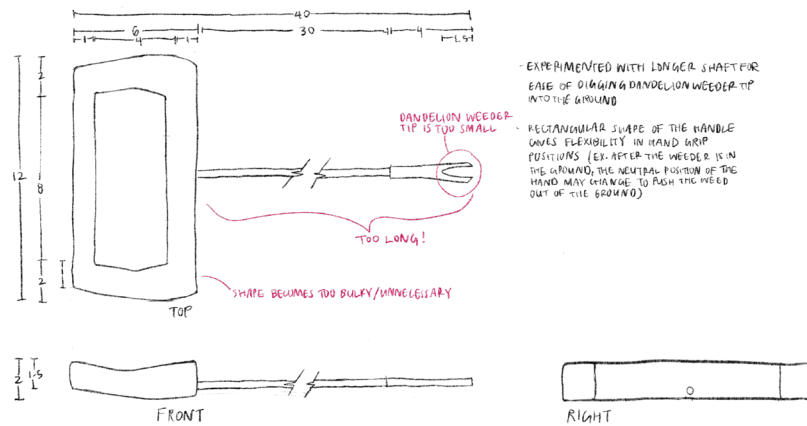 40
6
30
4
1
4
1
1.5
2
12
8
2
- EXPERIMENTED WITH LONGER SHAFT FOR
EASE OF DIGGING DANDELION WEEDER TIP
INTO THE GROUND
- RECTANGULAR SHAPE OF THE HANDLE
GIVES FLEXIBILITY IN HAND GRIP
POSITIONS (EX. AFTER THE WEEDER IS IN
THE GROUND, THE NEUTRAL POSITION OF THE
HAND MAY CHANGE TO PUSH THE WEED
OUT OF THE GROUND)
DANDELION WEEDER
TIP IS TOO SMALL
TOO LONG!
SHAPE BECOMES TOO BULKY/UNNECESSARY
TOP
2
1.5
FRONT
RIGHT